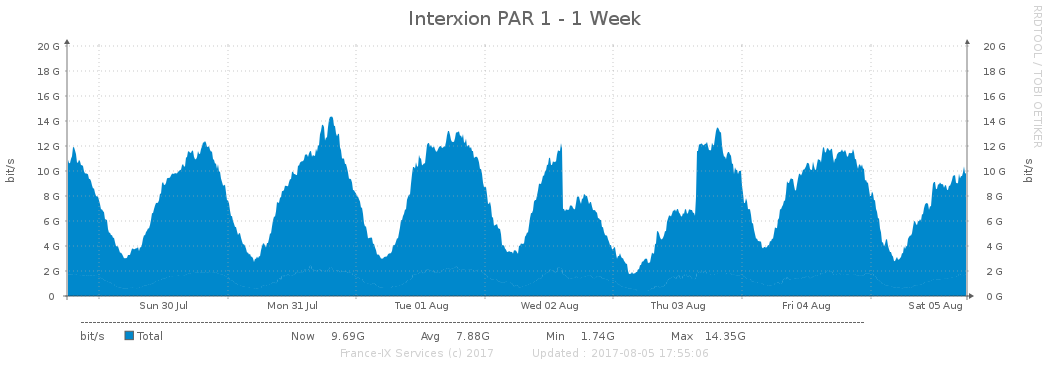 Interxion PAR 1 - 1 Week
RRDTOOL / TOBI OETIKER
bit/s
bit/s
20 G 20 G
18 G 18 G
16 G 16 G
14 G 14 G
12 G 12 G
10 G 10 G
8 G 8 G
6 G 6 G
4 G 4 G
2 G 2 G
0 0 G
Sun 30 Jul Mon 31 Jul Tue 01 Aug Wed 02 Aug Thu 03 Aug Fri 04 Aug Sat 05 Aug
bit/s Total Now 9.69G Avg 7.88G Min 1.74G Max 14.35G
France-IX Services (c) 2017 Updated : 2017-08-05 17:55:06